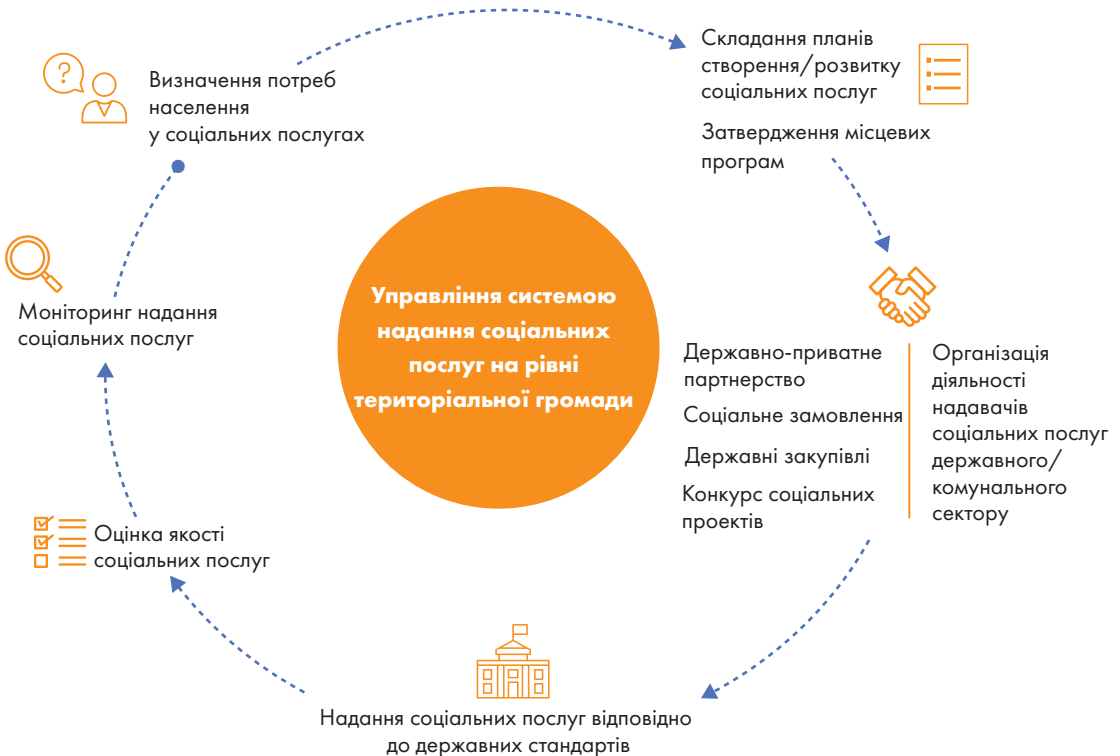 Визначення потреб
населення
у соціальних послугах
Складання планів
створення/розвитку
соціальних послуг
Затвердження місцевих
програм
Державно-приватне
партнерство
Соціальне замовлення
Державні закупівлі
Конкурс соціальних
проектів
Організація
діяльності
надавачів
соціальних послуг
державного/
комунального
сектору
Надання соціальних послуг відповідно
до державних стандартів
Оцінка якості
соціальних послуг
Моніторинг надання
соціальних послуг
Управління системою
надання соціальних
послуг на рівні
територіальної громади
?